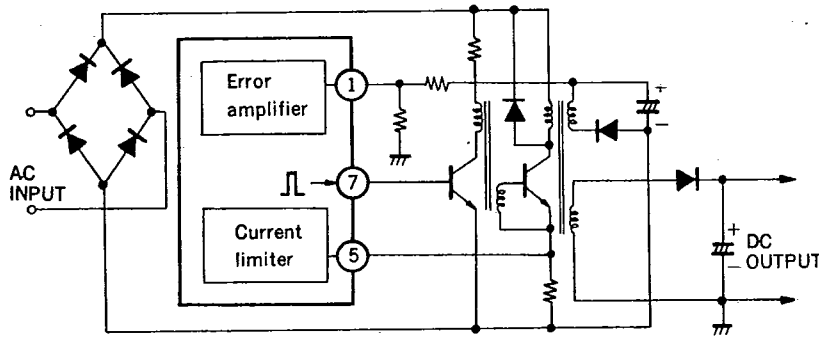 Error
amplifier
1
+
−
AC
INPUT
7
Current
limiter
5
+
−
DC
OUTPUT